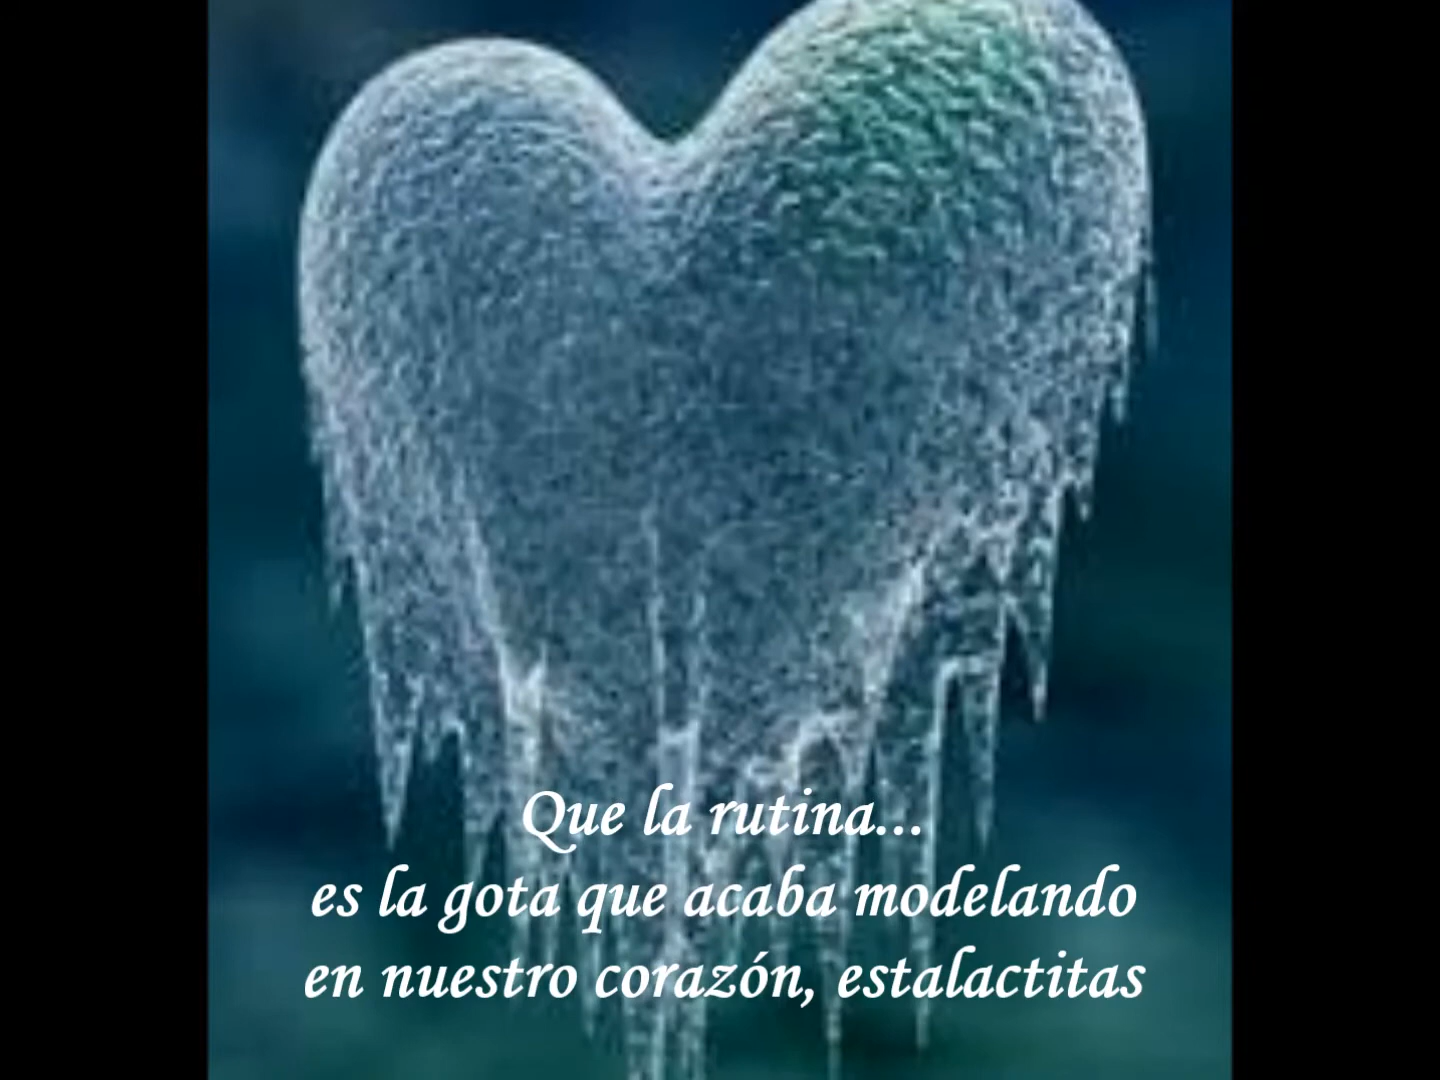 Que la rutina...
es la gota que acaba modelando
en nuestro corazón, estalactitas